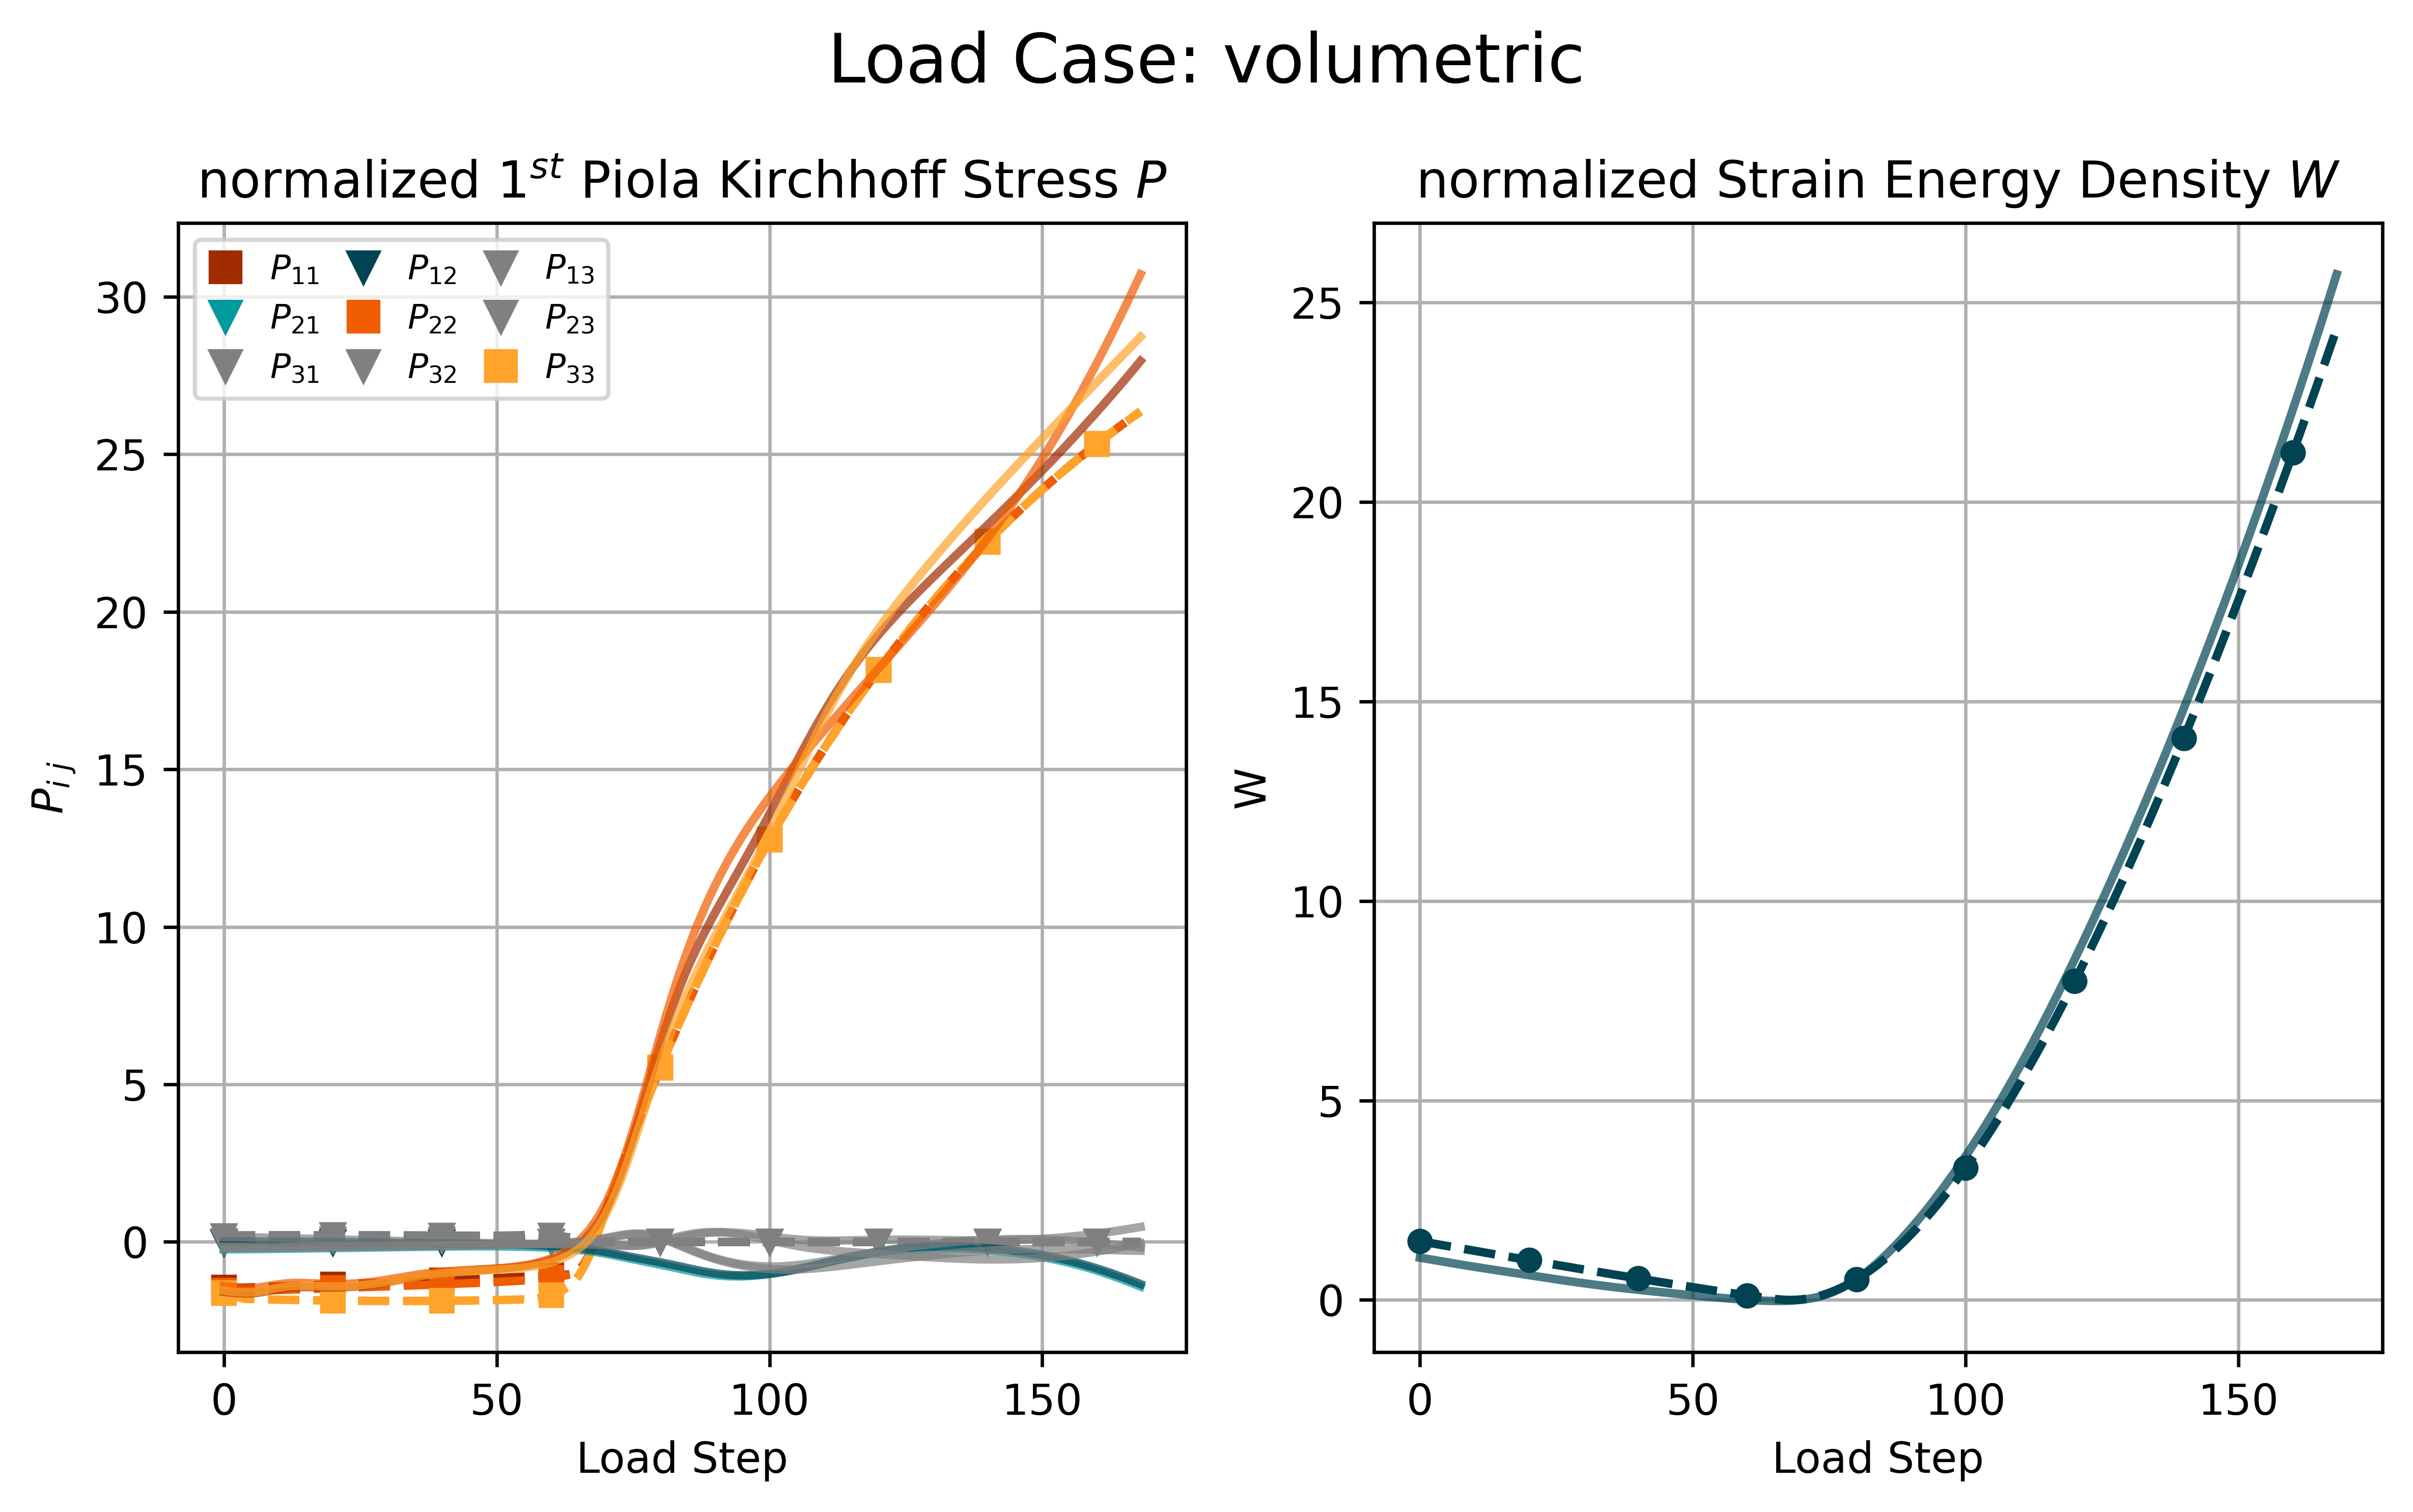 Load Case: volumetric
normalized 1st Piola Kirchhoff Stress P
normalized Strain Energy Density W
P11 P12 P13
P21 P22 P23
P31 P32 P33
30
25
20
15
10
5
0
Pi j
0 50 100 150
Load Step
25
20
15
10
5
0
W
0 50 100 150
Load Step